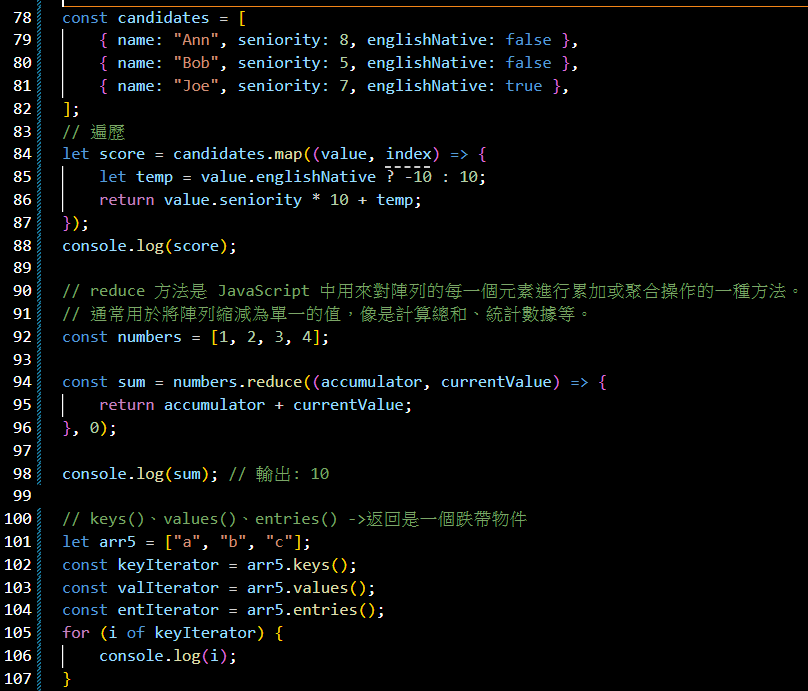 78 const candidates = [
79 { name: "Ann", seniority: 8, englishNative: false },
80 { name: "Bob", seniority: 5, englishNative: false },
81 { name: "Joe", seniority: 7, englishNative: true },
82 ];
83 // 遍歷
84 let score = candidates.map((value, index) => {
85 let temp = value.englishNative ? -10 : 10;
86 return value.seniority * 10 + temp;
87 });
88 console.log(score);
89
90 // reduce 方法是 JavaScript 中用來對陣列的每一個元素進行累加或聚合操作的一種方法。
91 // 通常用於將陣列縮減為單一的值，像是計算總和、統計數據等。
92 const numbers = [1, 2, 3, 4];
93
94 const sum = numbers.reduce((accumulator, currentValue) => {
95 return accumulator + currentValue;
96 }, 0);
97
98 console.log(sum); // 輸出: 10
99
100 // keys()、values()、entries() ->返回是一個跌帶物件
101 let arr5 = ["a", "b", "c"];
102 const keyIterator = arr5.keys();
103 const valIterator = arr5.values();
104 const entIterator = arr5.entries();
105 for (i of keyIterator) {
106 console.log(i);
107 }